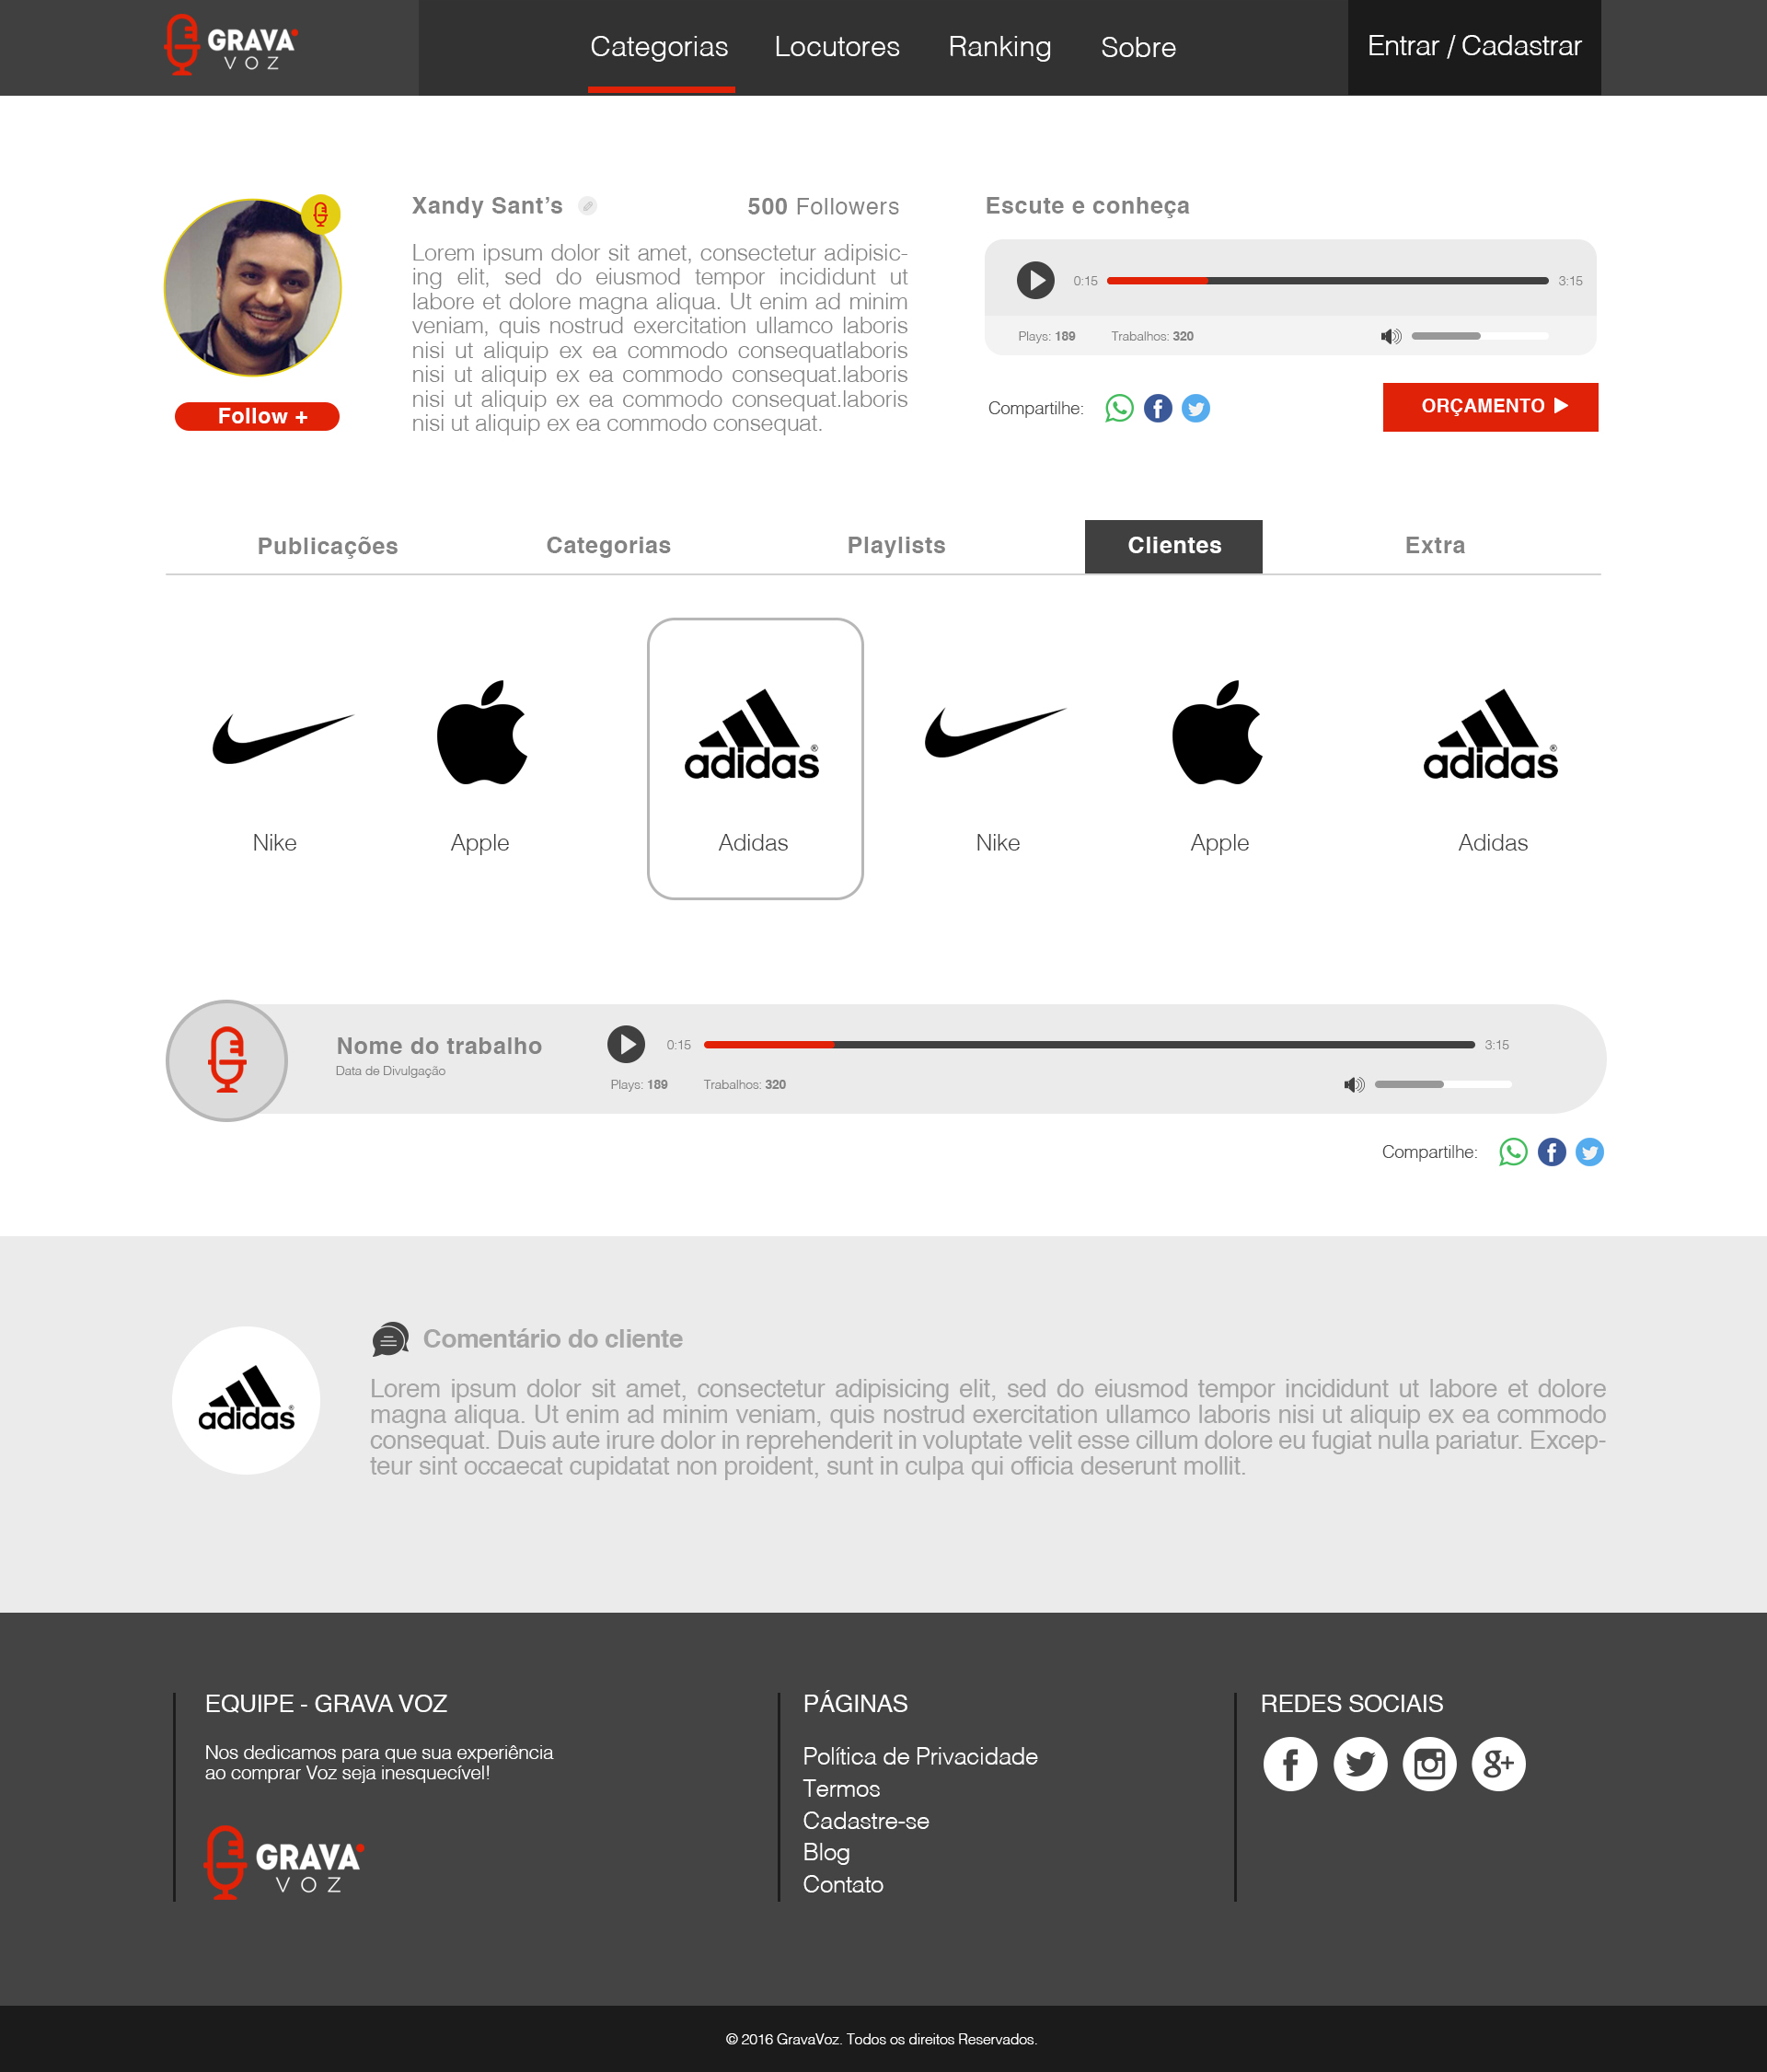 GRAVA
VOZ
Categorias
Locutores
Ranking
Sobre
Entrar / Cadastrar
Xandy Sant’s
500 Followers
Lorem ipsum dolor sit amet, consectetur adipisic-
ing elit, sed do eiusmod tempor incididunt ut
labore et dolore magna aliqua. Ut enim ad minim
veniam, quis nostrud exercitation ullamco laboris
nisi ut aliquip ex ea commodo consequatlaboris
nisi ut aliquip ex ea commodo consequat.laboris
nisi ut aliquip ex ea commodo consequat.laboris
nisi ut aliquip ex ea commodo consequat.
Follow +
Escute e conheça
0:15
3:15
Plays: 189
Trabalhos: 320
Compartilhe:
ORÇAMENTO
Publicações
Categorias
Playlists
Clientes
Extra
adidas®
adidas®
Nike
Apple
Adidas
Nike
Apple
Adidas
Nome do trabalho
Data de Divulgação
0:15
3:15
Plays: 189
Trabalhos: 320
Compartilhe:
adidas®
Comentário do cliente
Lorem ipsum dolor sit amet, consectetur adipisicing elit, sed do eiusmod tempor incididunt ut labore et dolore
magna aliqua. Ut enim ad minim veniam, quis nostrud exercitation ullamco laboris nisi ut aliquip ex ea commodo
consequat. Duis aute irure dolor in reprehenderit in voluptate velit esse cillum dolore eu fugiat nulla pariatur. Excep-
teur sint occaecat cupidatat non proident, sunt in culpa qui officia deserunt mollit.
EQUIPE - GRAVA VOZ
Nos dedicamos para que sua experiência
ao comprar Voz seja inesquecível!
GRAVA
VOZ
PÁGINAS
Política de Privacidade
Termos
Cadastre-se
Blog
Contato
REDES SOCIAIS
© 2016 GravaVoz. Todos os direitos Reservados.